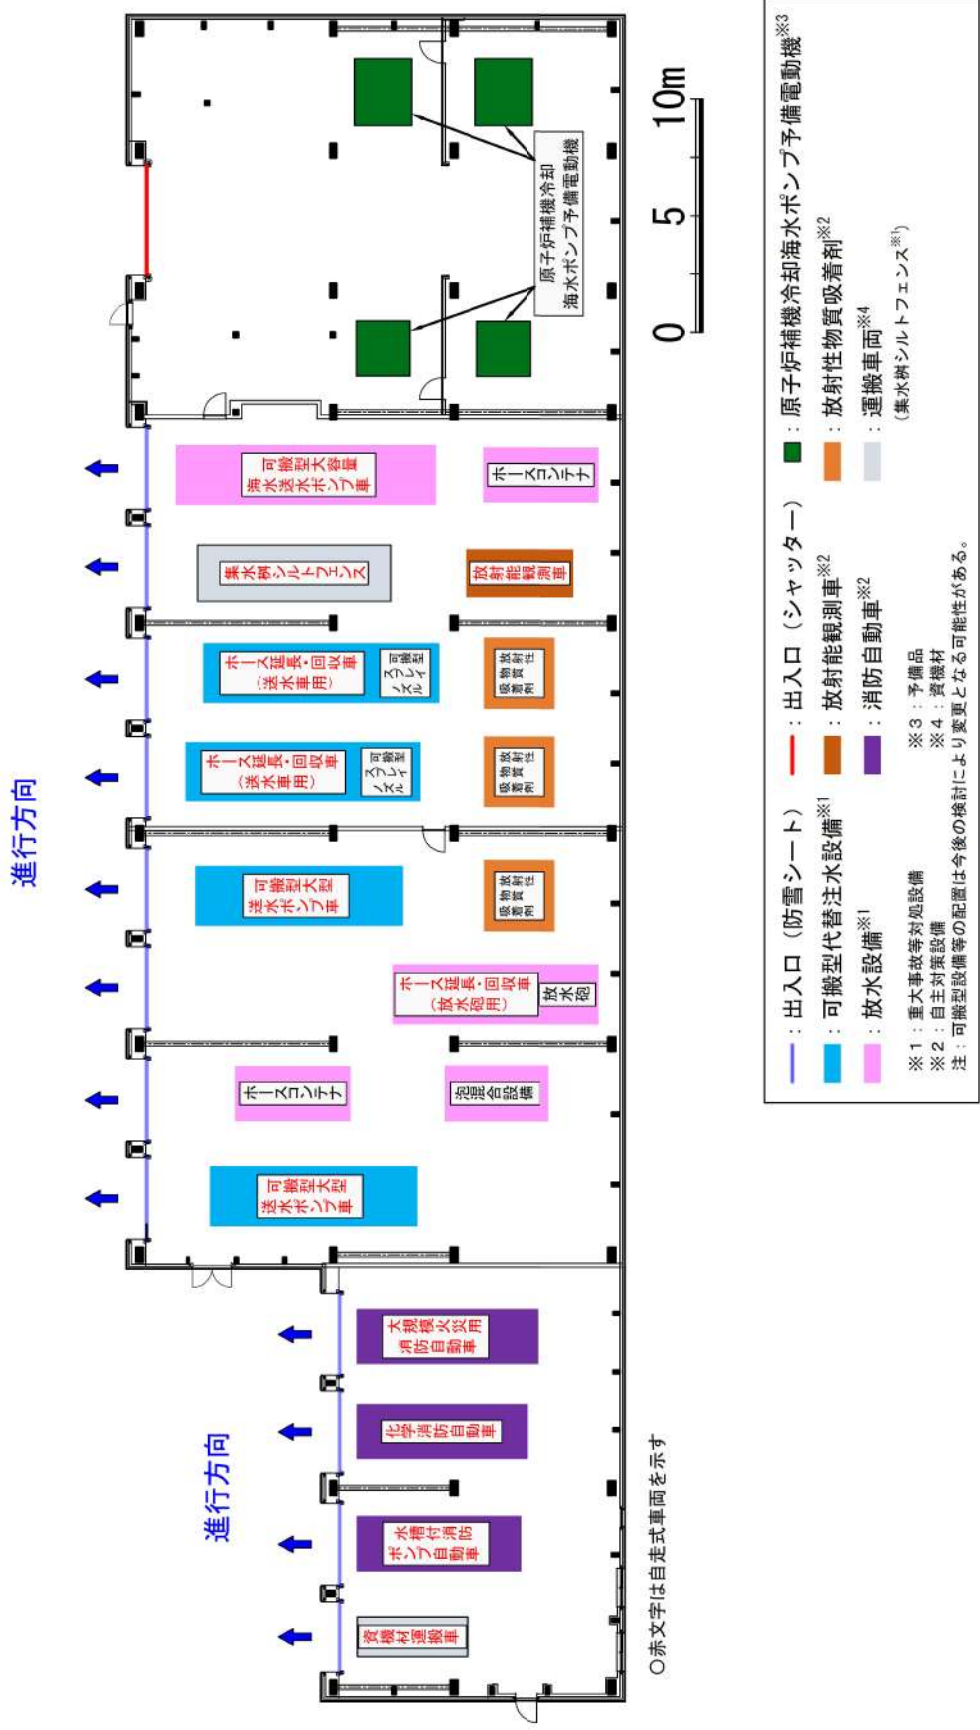 進行方向
進行方向
資機材運搬車
水槽付消防
ポンプ自動車
化学消防自動車
大規模火災用
消防自動車
可搬型大型
送水ポンプ車
ホースコンテナ
泡混合設備
ホース延長・回収車
(放水砲用)
放水砲
可搬型大型
送水ポンプ車
放射性
物質
吸着剤
ホース延長・回収車
(送水車用)
可搬型
スプレイ
ノズル
放射性
物質
吸着剤
ホース延長・回収車
(送水車用)
可搬型
スプレイ
ノズル
放射性
物質
吸着剤
集水桝シルトフェンス
放射能観測車
可搬型大容量
海水送水ポンプ車
ホースコンテナ
原子炉補機冷却
海水ポンプ予備電動機
〇赤文字は自走式車両を示す
0 5 10m
：出入口（防雪シート）
：出入口（シャッター）
：原子炉補機冷却海水ポンプ予備電動機※3
：可搬型代替注水設備※1
：放射能観測車※2
：放射性物質吸着剤※2
：放水設備※1
：消防自動車※2
：運搬車両※4
（集水桝シルトフェンス※1）
※1：重大事故等対処設備
※3：予備品
※2：自主対策設備
※4：資機材
注：可搬型設備等の配置は今後の検討により変更となる可能性がある。